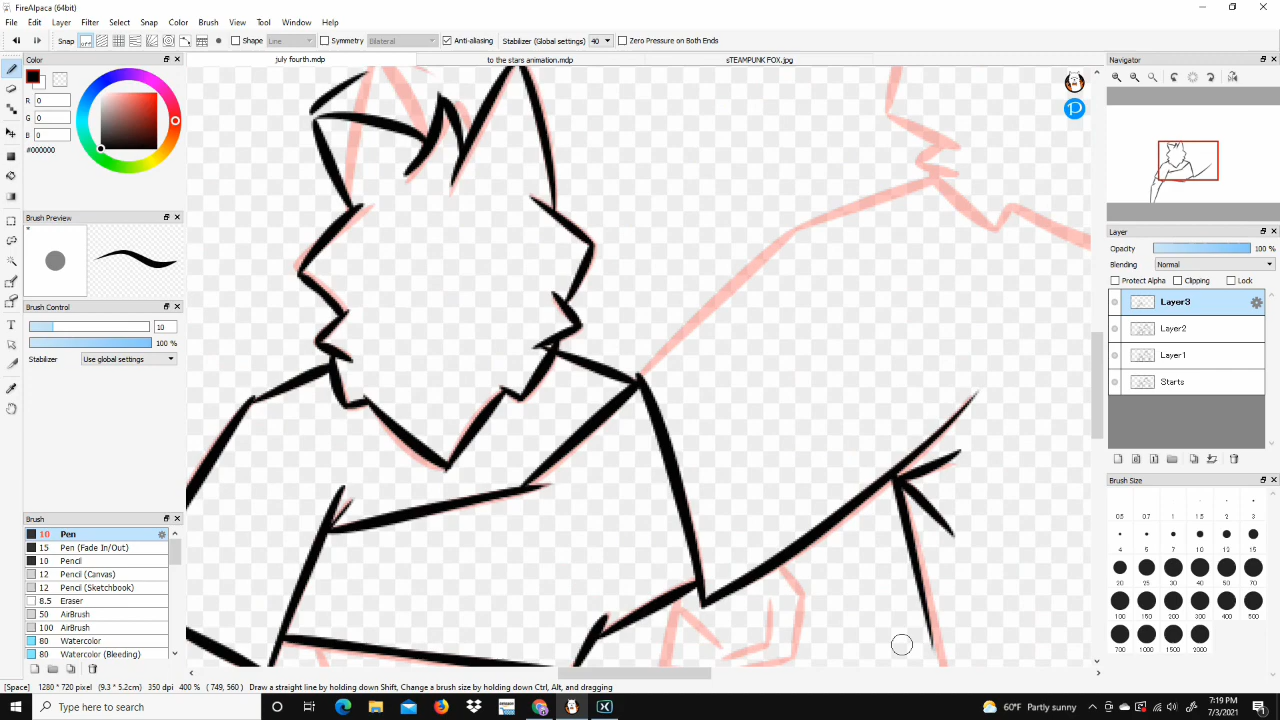 FireAlpaca (64bit)
File Edit Layer Filter Select Snap Color Brush View Tool Window Help
Snap Shape Line Symmetry Bilateral Anti-aliasing Stabilizer (Global settings) 40 Zero Pressure on Both Ends
Color
R 0
G 0
B 0
#000000
Brush Preview
*
Brush Control
10
100 %
Stabilizer Use global settings
Brush
10 Pen
15 Pen (Fade In/Out)
10 Pencil
12 Pencil (Canvas)
12 Pencil (Sketchbook)
8.5 Eraser
50 AirBrush
100 AirBrush
80 Watercolor
80 Watercolor (Bleeding)
july fourth.mdp to the stars animation.mdp sTEAMPUNK FOX.jpg
Navigator
Layer
Opacity 100 %
Blending Normal
Protect Alpha Clipping Lock
Layer3
Layer2
Layer1
Starts
Brush Size
0.5 0.7 1 1.5 2 3
4 5 7 10 12 15
20 25 30 40 50 70
100 150 200 300 400 500
700 1000 1500 2000
[Space] 1280 * 720 pixel (9.3 * 5.2cm) 350 dpi 400 % ( 749, 560 ) Draw a straight line by holding down Shift, Change a brush size by holding down Ctrl, Alt, and dragging
Type here to search
60°F Partly sunny
7:19 PM
7/3/2021